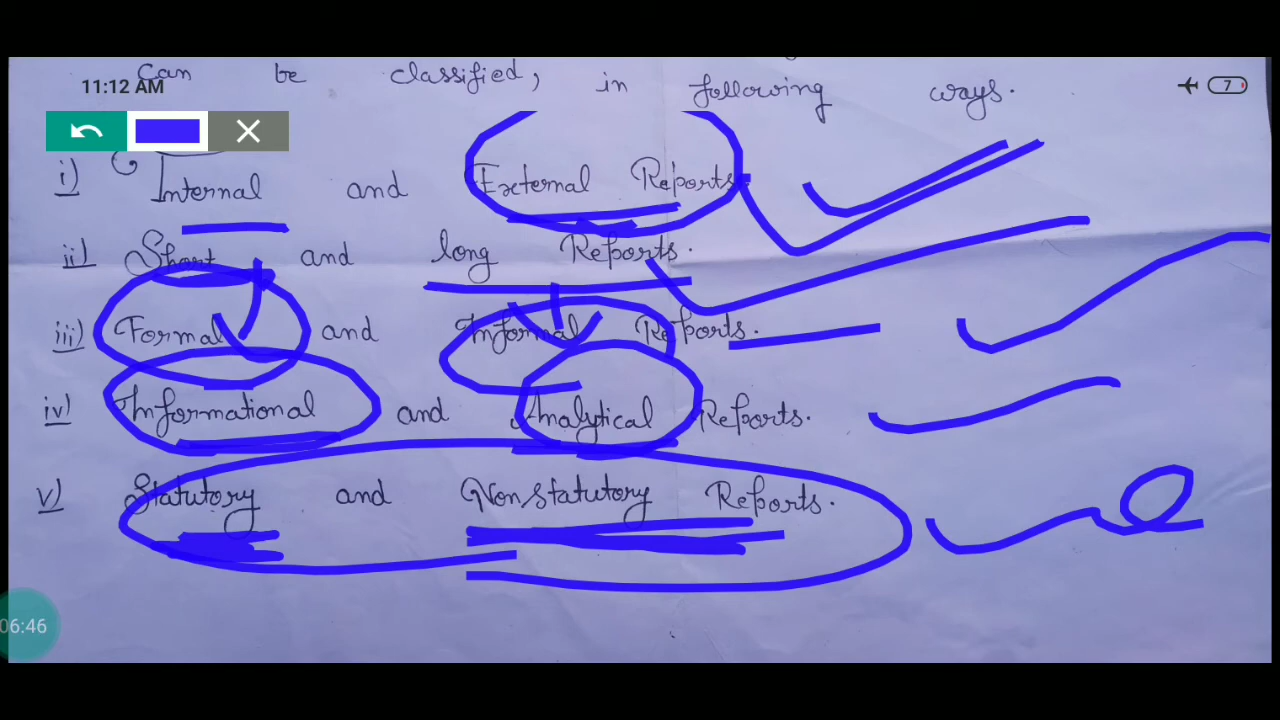 can be classified, in following ways.
11:12 AM
7
i) Internal and External Reports.
ii) Short and long Reports.
iii) Formal and Informal Reports.
iv) Informational and Analytical Reports.
v) Statutory and Nonstatutory Reports.
06:46